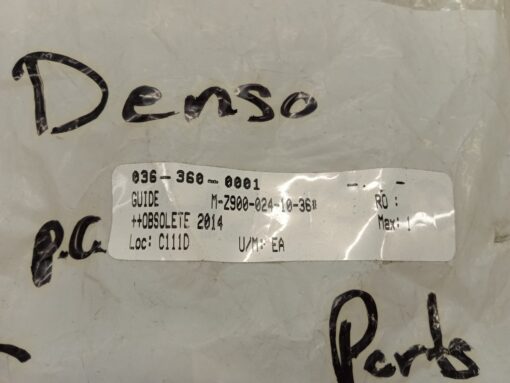 Denso
036-360-0001
GUIDE M-Z900-024-10-36# RO :
++OBSOLETE 2014 Max: 1
Loc: C111D U/M: EA
P.C.
Parts